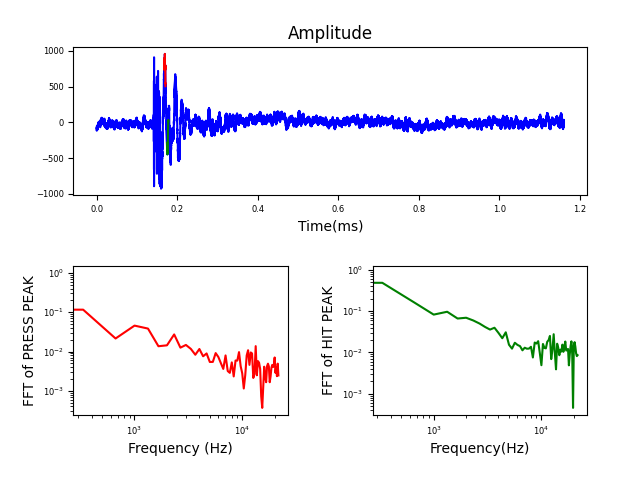 Amplitude
1000
500
0
−500
−1000
0.0 0.2 0.4 0.6 0.8 1.0 1.2
Time(ms)
FFT of PRESS PEAK
10⁰
10⁻¹
10⁻²
10⁻³
10³ 10⁴
Frequency (Hz)
FFT of HIT PEAK
10⁰
10⁻¹
10⁻²
10⁻³
10³ 10⁴
Frequency(Hz)